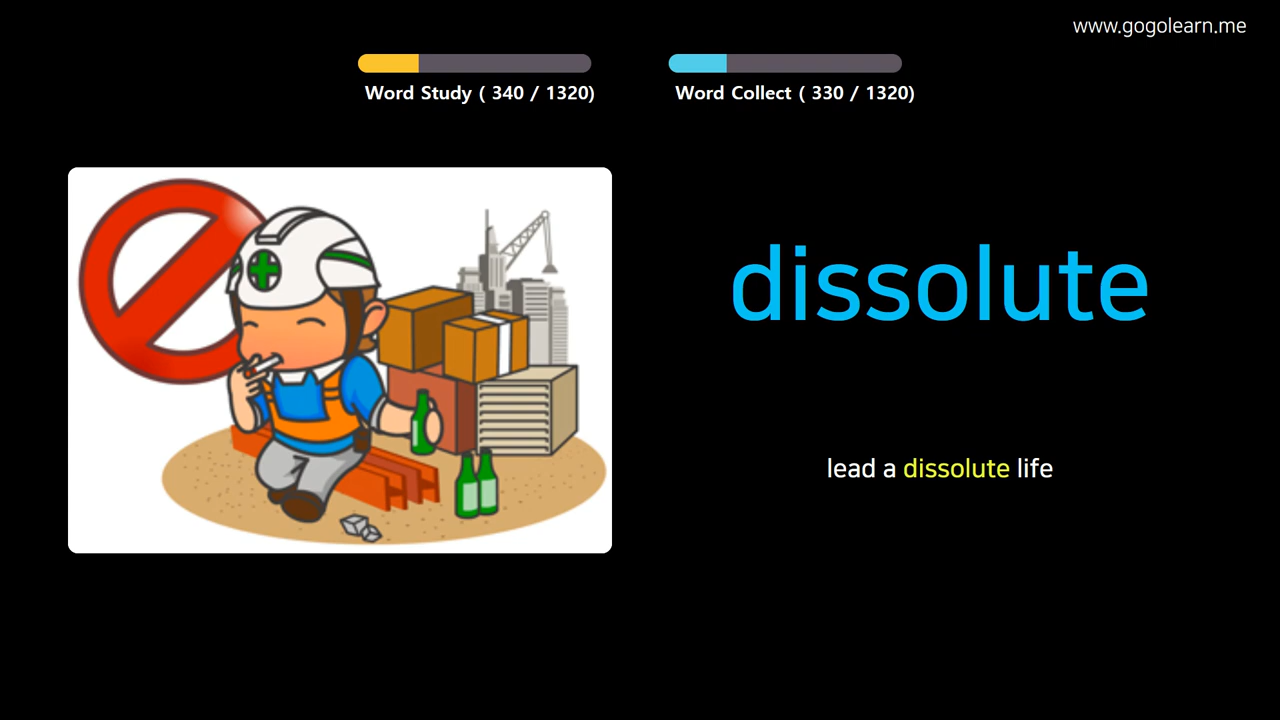 www.gogolearn.me
Word Study ( 340 / 1320)
Word Collect ( 330 / 1320)
dissolute
lead a dissolute life